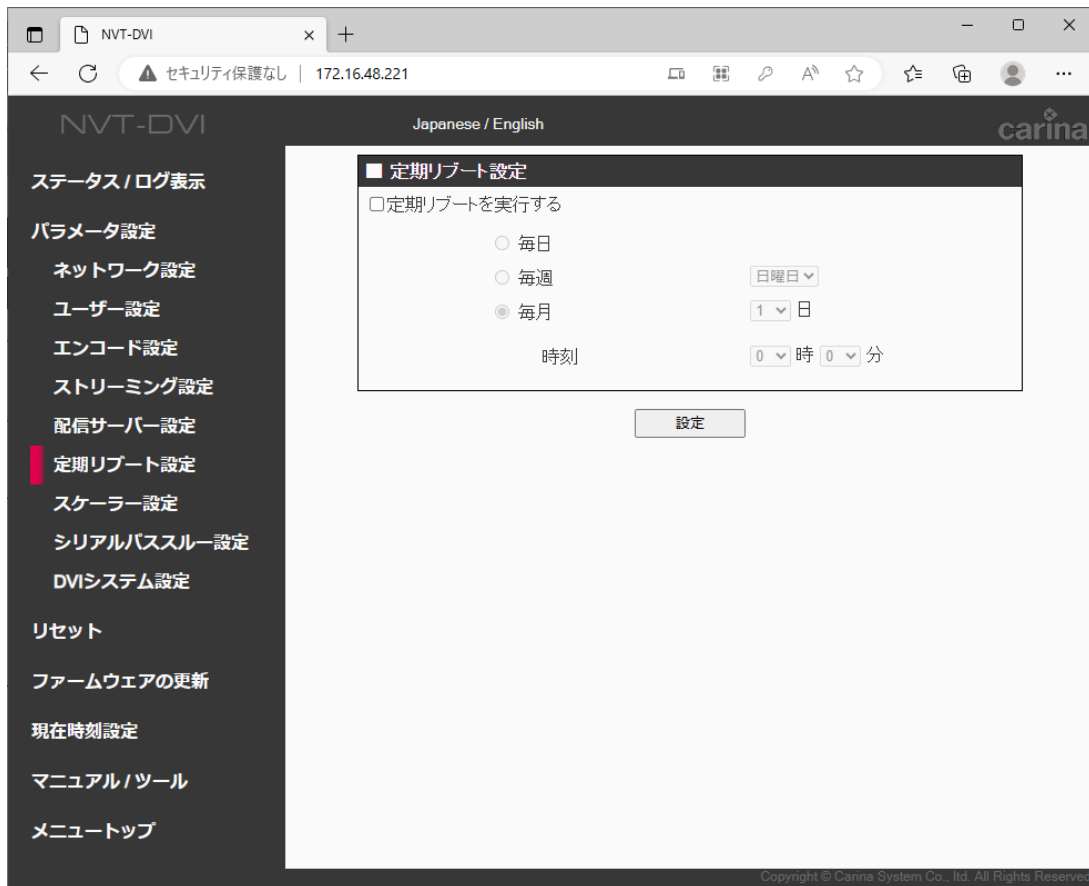 NVT-DVI
セキュリティ保護なし
172.16.48.221
NVT-DVI
Japanese / English
carina
ステータス / ログ表示
パラメータ設定
ネットワーク設定
ユーザー設定
エンコード設定
ストリーミング設定
配信サーバー設定
定期リブート設定
スケーラー設定
シリアルパススルー設定
DVIシステム設定
リセット
ファームウェアの更新
現在時刻設定
マニュアル / ツール
メニュートップ
■ 定期リブート設定
定期リブートを実行する
毎日
毎週 日曜日
毎月 1 日
時刻 0 時 0 分
設定
Copyright © Carina System Co., ltd. All Rights Reserved